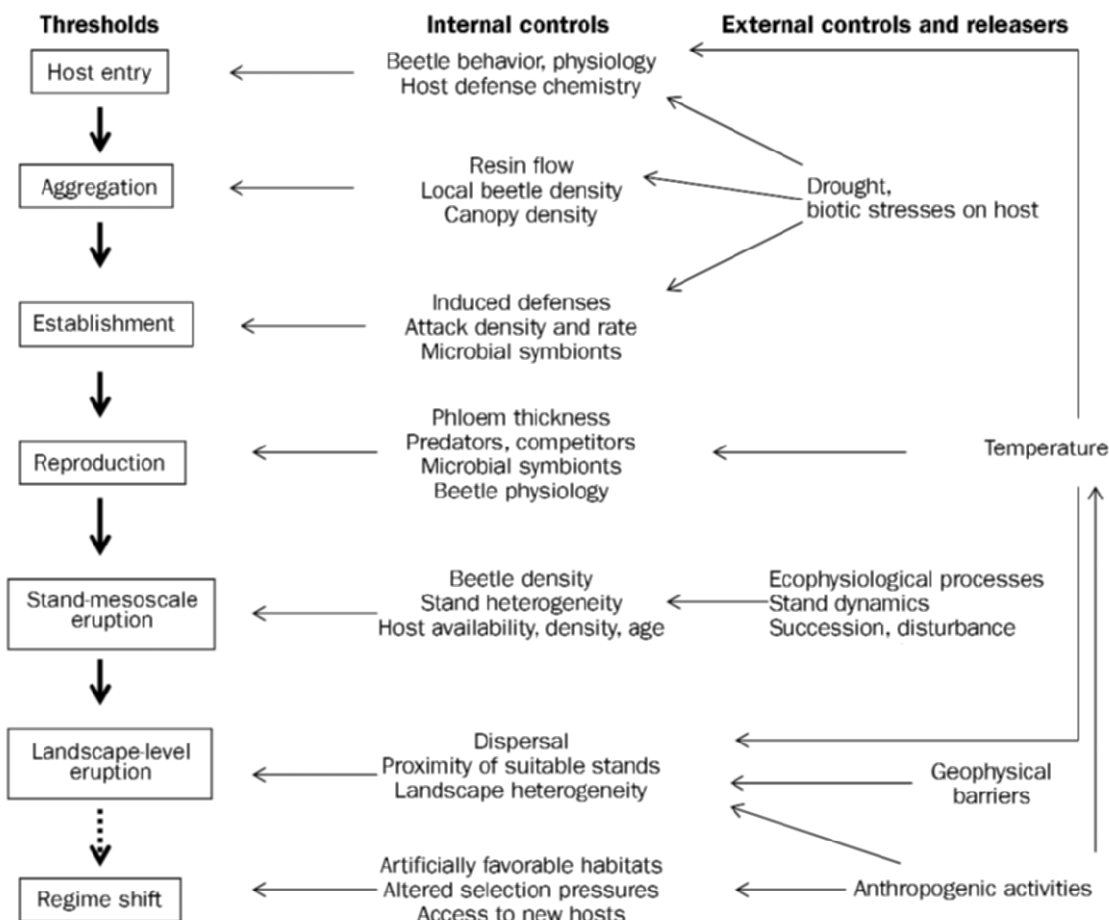 Thresholds
Internal controls
External controls and releasers
Host entry
Beetle behavior, physiology
Host defense chemistry
Aggregation
Resin flow
Local beetle density
Canopy density
Drought,
biotic stresses on host
Establishment
Induced defenses
Attack density and rate
Microbial symbionts
Reproduction
Phloem thickness
Predators, competitors
Microbial symbionts
Beetle physiology
Temperature
Stand-mesoscale
eruption
Beetle density
Stand heterogeneity
Host availability, density, age
Ecophysiological processes
Stand dynamics
Succession, disturbance
Landscape-level
eruption
Dispersal
Proximity of suitable stands
Landscape heterogeneity
Geophysical
barriers
Regime shift
Artificially favorable habitats
Altered selection pressures
Access to new hosts
Anthropogenic activities